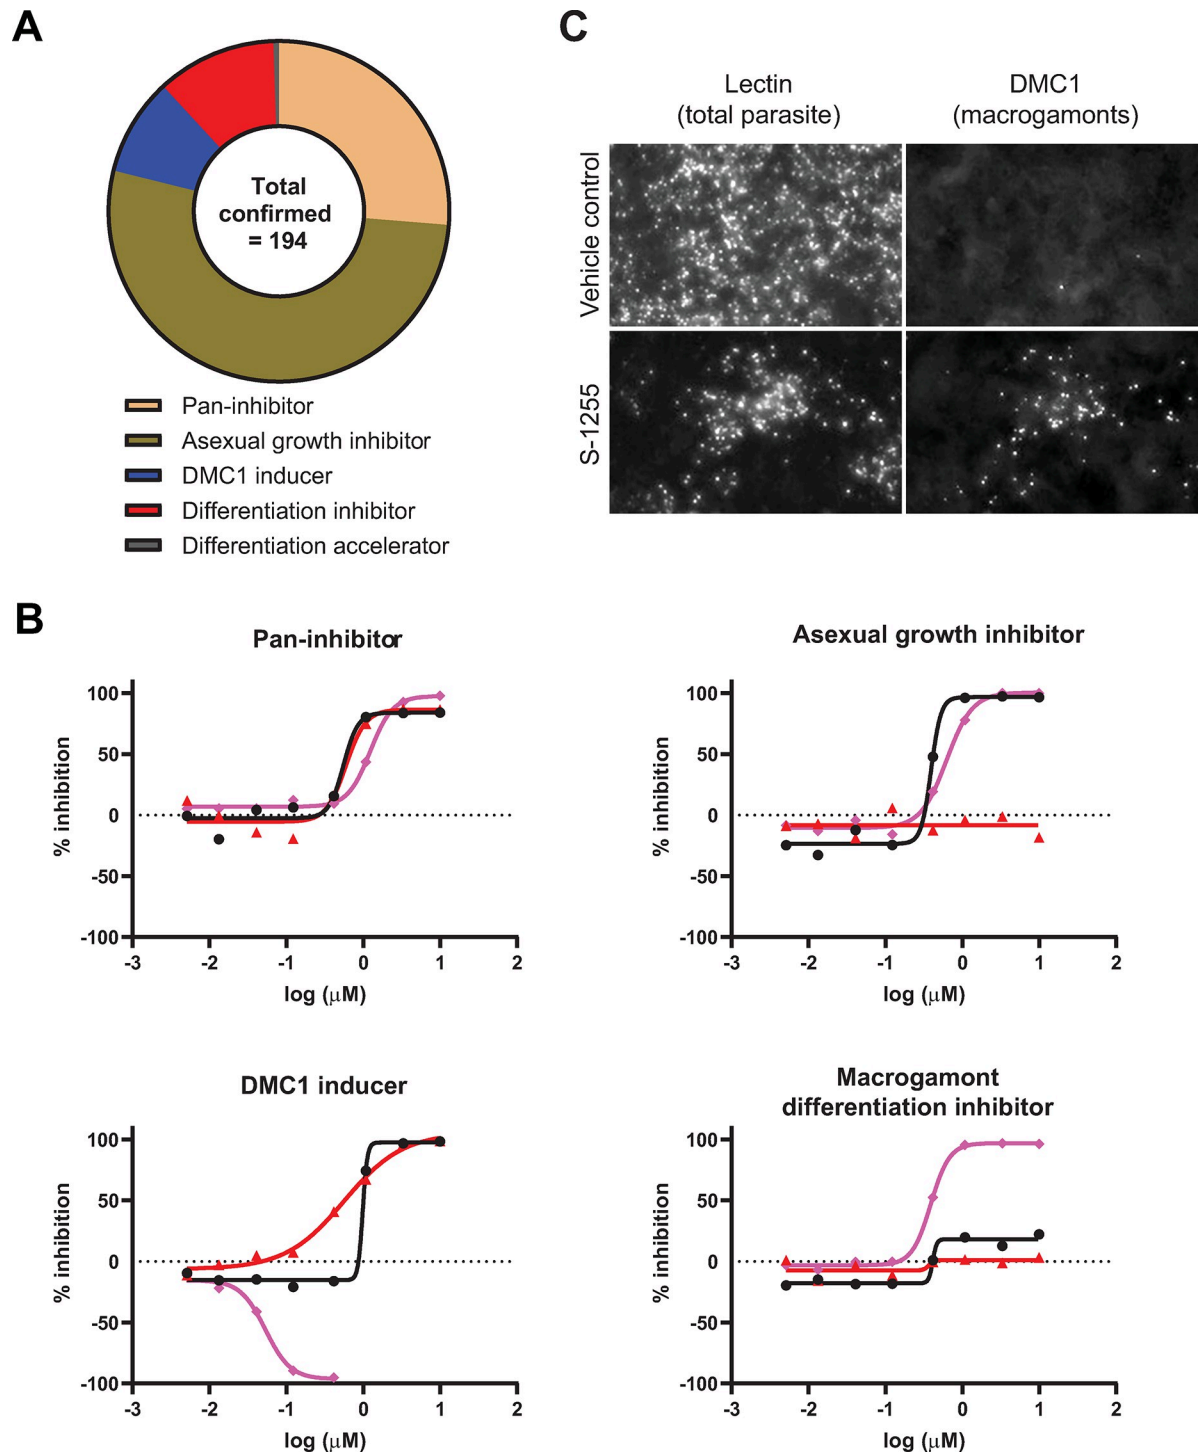 A
Total
confirmed
= 194
Pan-inhibitor
Asexual growth inhibitor
DMC1 inducer
Differentiation inhibitor
Differentiation accelerator
C
Lectin
(total parasite)
DMC1
(macrogamonts)
Vehicle control
S-1255
B
Pan-inhibitor
% inhibition
100
50
0
-50
-100
-3 -2 -1 0 1 2
log (μM)
Asexual growth inhibitor
% inhibition
100
50
0
-50
-100
-3 -2 -1 0 1 2
log (μM)
DMC1 inducer
% inhibition
100
50
0
-50
-100
-3 -2 -1 0 1 2
log (μM)
Macrogamont
differentiation inhibitor
% inhibition
100
50
0
-50
-100
-3 -2 -1 0 1 2
log (μM)